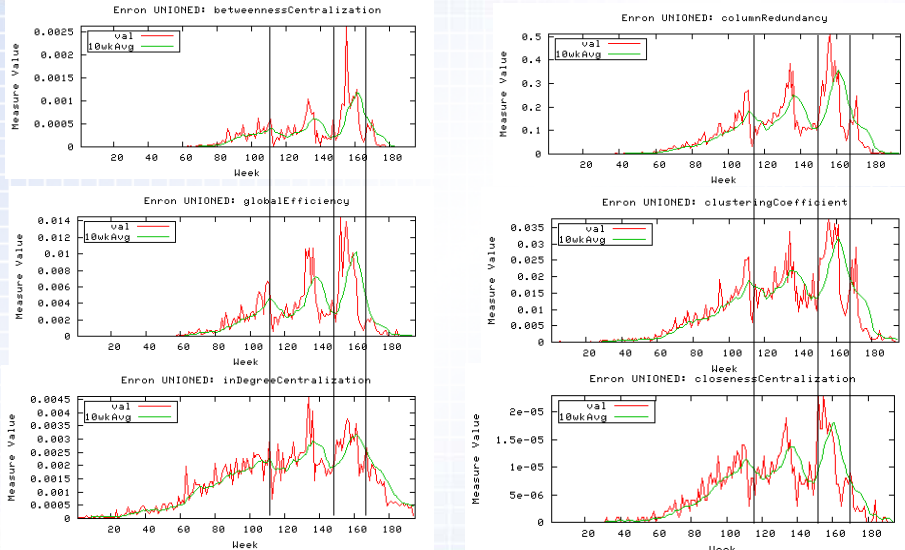 Enron UNIONED: betweennessCentralization
val
10wkAvg
Measure Value
0.0025
0.002
0.0015
0.001
0.0005
0
20 40 60 80 100 120 140 160 180
Week
Enron UNIONED: columnRedundancy
val
10wkAvg
Measure Value
0.5
0.4
0.3
0.2
0.1
0
20 40 60 80 100 120 140 160 180
Week
Enron UNIONED: globalEfficiency
val
10wkAvg
Measure Value
0.014
0.01
0.008
0.006
0.004
0.002
0
20 40 60 80 100 120 140 160 180
Week
Enron UNIONED: clusteringCoefficient
val
10wkAvg
Measure Value
0.035
0.03
0.025
0.02
0.015
0.01
0.005
0
20 40 60 80 100 120 140 160 180
Week
Enron UNIONED: inDegreeCentralization
val
10wkAvg
Measure Value
0.0045
0.004
0.0035
0.003
0.0025
0.002
0.0015
0.001
0.0005
0
20 40 60 80 100 120 140 160 180
Week
Enron UNIONED: closenessCentralization
val
10wkAvg
Measure Value
2e-05
1.5e-05
1e-05
5e-06
0
20 40 60 80 100 120 140 160 180
Week